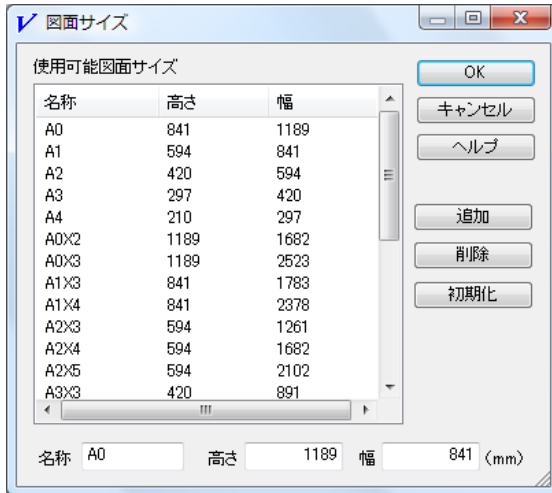 V 図面サイズ
使用可能図面サイズ
名称 高さ 幅
A0 841 1189
A1 594 841
A2 420 594
A3 297 420
A4 210 297
A0X2 1189 1682
A0X3 1189 2523
A1X3 841 1783
A1X4 841 2378
A2X3 594 1261
A2X4 594 1682
A2X5 594 2102
A3X3 420 891
OK
キャンセル
ヘルプ
追加
削除
初期化
名称 A0 高さ 1189 幅 841 (mm)